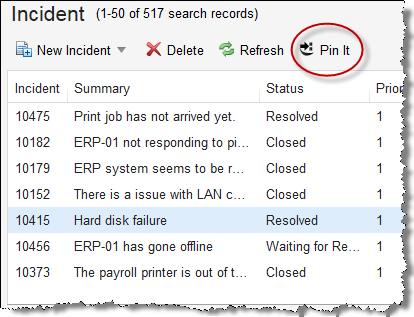 Incident (1-50 of 517 search records)
New Incident Delete Refresh Pin It
Incident Summary Status Prior
10475 Print job has not arrived yet. Resolved 1
10182 ERP-01 not responding to pi... Closed 1
10179 ERP system seems to be r... Closed 1
10152 There is a issue with LAN c... Closed 1
10415 Hard disk failure Resolved 1
10456 ERP-01 has gone offline Waiting for Re... 1
10373 The payroll printer is out of t... Closed 1